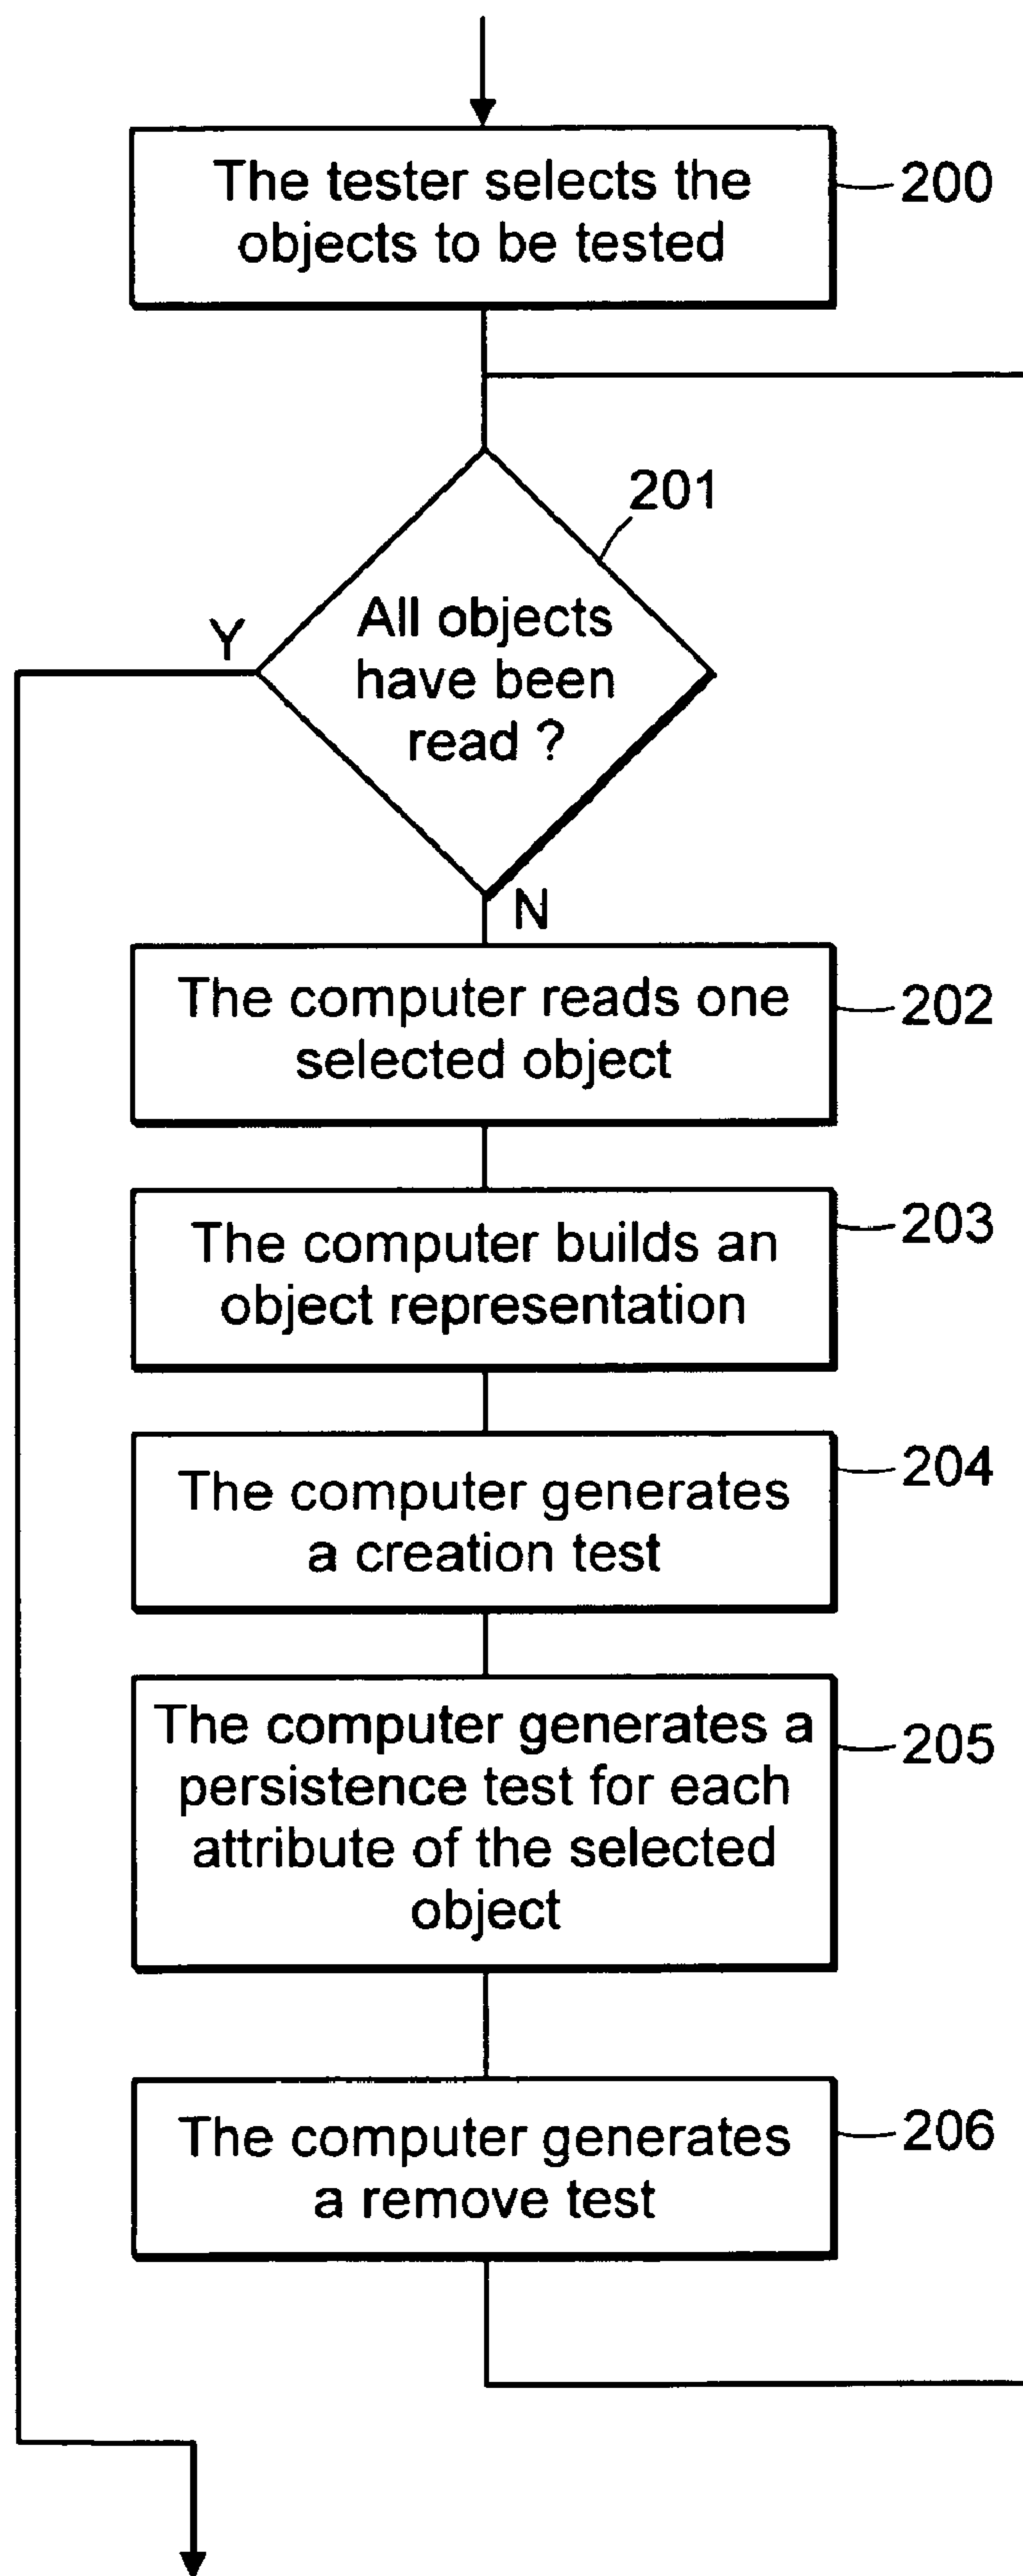 The tester selects the
objects to be tested
200
201
All objects
have been
read ?
Y
N
The computer reads one
selected object
202
The computer builds an
object representation
203
The computer generates
a creation test
204
The computer generates a
persistence test for each
attribute of the selected
object
205
The computer generates
a remove test
206